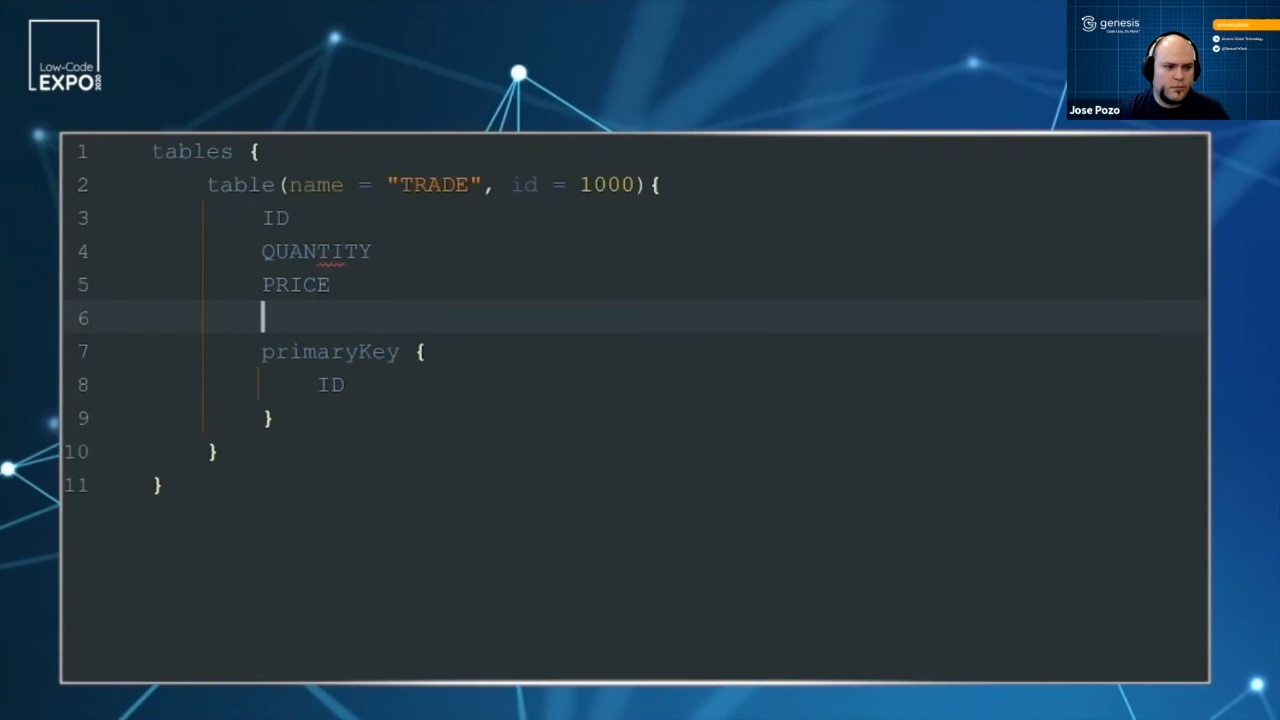 Low-Code
EXPO 2020
genesis
Jose Pozo
1 tables {
2 table(name = "TRADE", id = 1000){
3 ID
4 QUANTITY
5 PRICE
6
7 primaryKey {
8 ID
9 }
10 }
11 }